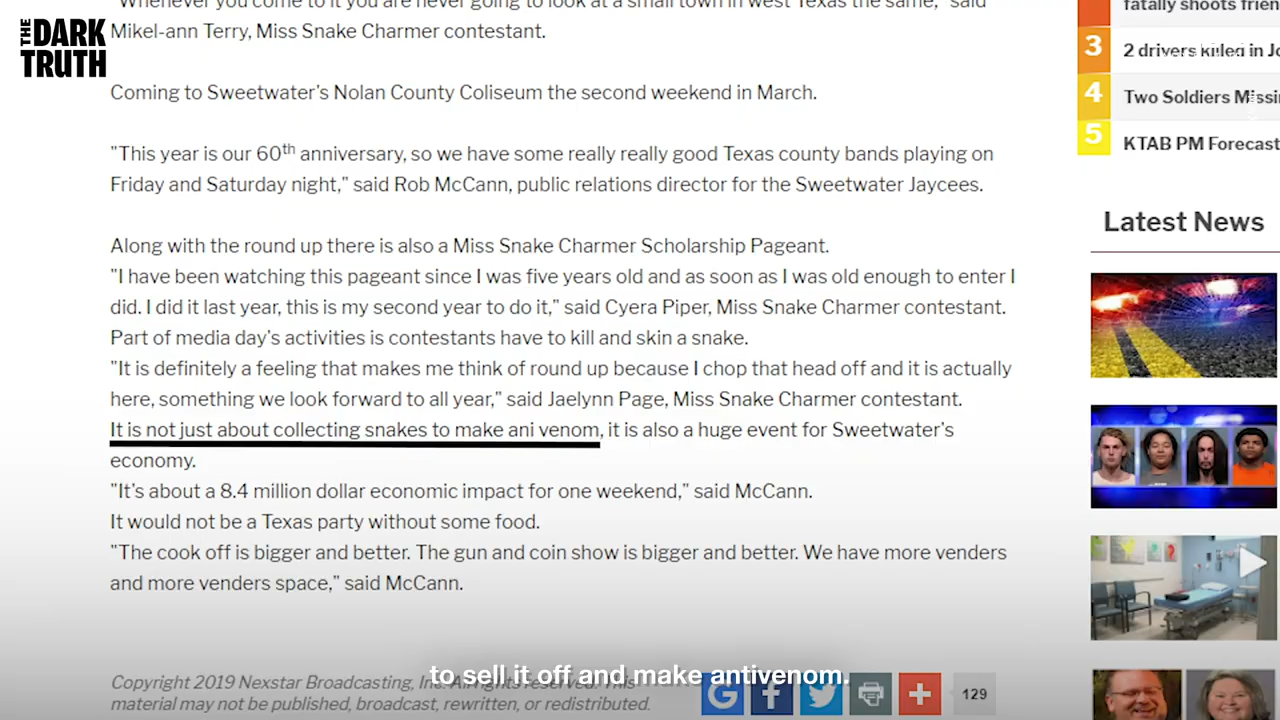 THE DARK
TRUTH
"Whenever you come to it you are never going to look at a small town in west Texas the same," said
Mikel-ann Terry, Miss Snake Charmer contestant.
Coming to Sweetwater's Nolan County Coliseum the second weekend in March.
"This year is our 60th anniversary, so we have some really really good Texas county bands playing on
Friday and Saturday night," said Rob McCann, public relations director for the Sweetwater Jaycees.
Along with the round up there is also a Miss Snake Charmer Scholarship Pageant.
"I have been watching this pageant since I was five years old and as soon as I was old enough to enter I
did. I did it last year, this is my second year to do it," said Cyera Piper, Miss Snake Charmer contestant.
Part of media day's activities is contestants have to kill and skin a snake.
"It is definitely a feeling that makes me think of round up because I chop that head off and it is actually
here, something we look forward to all year," said Jaelynn Page, Miss Snake Charmer contestant.
It is not just about collecting snakes to make ani venom, it is also a huge event for Sweetwater's
economy.
"It's about a 8.4 million dollar economic impact for one weekend," said McCann.
It would not be a Texas party without some food.
"The cook off is bigger and better. The gun and coin show is bigger and better. We have more venders
and more venders space," said McCann.
Copyright 2019 Nexstar Broadcasting, Inc. All rights reserved. This
material may not be published, broadcast, rewritten, or redistributed.
129
to sell it off and make antivenom.
fatally shoots frien
3 2 drivers killed in Jo
4 Two Soldiers Missi
5 KTAB PM Forecast
Latest News